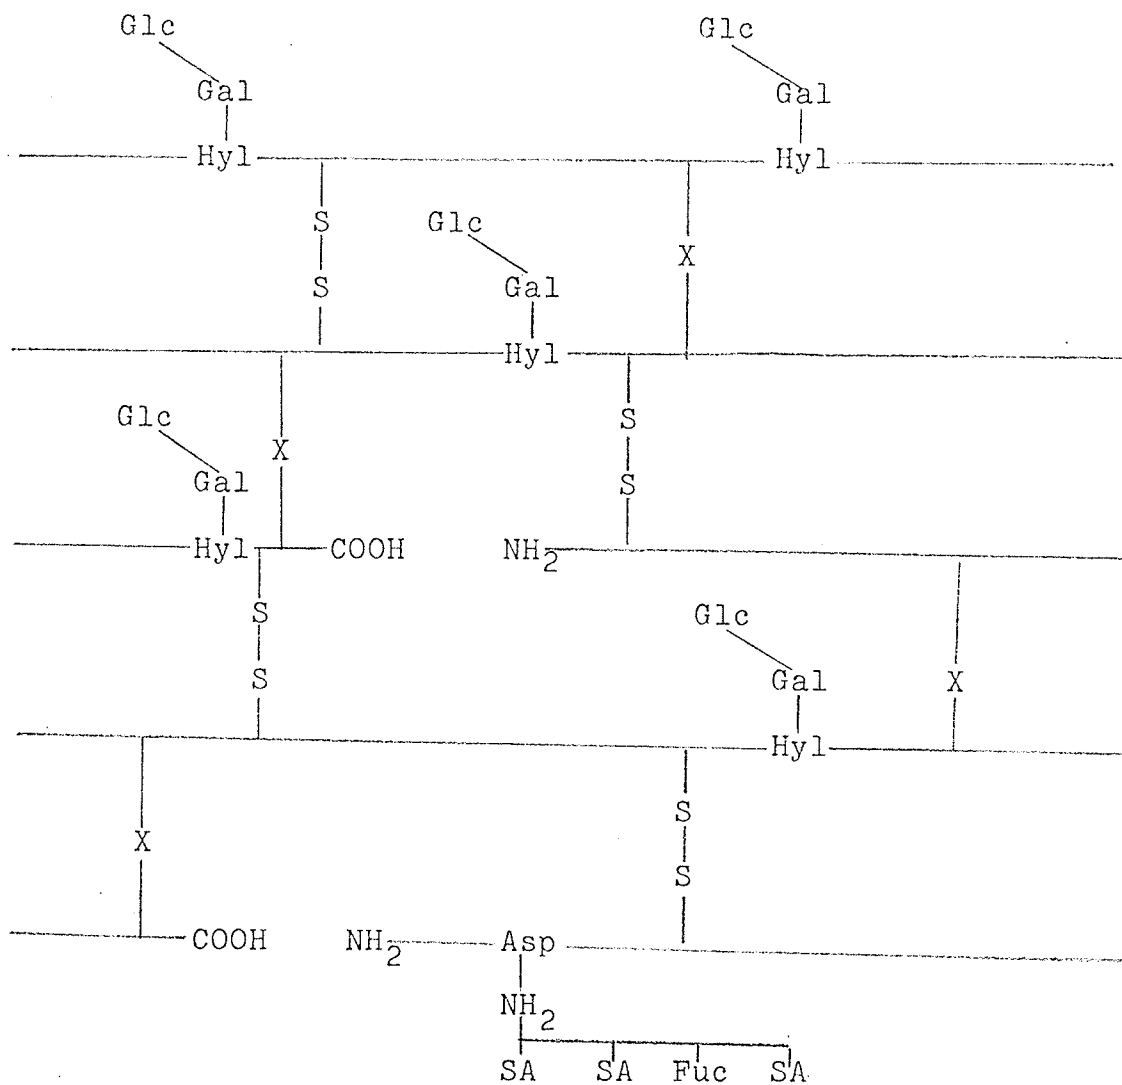 Glc Glc
Gal Gal
Hyl Hyl
S Glc X
S Gal
Hyl
Glc X S
Gal S
Hyl COOH NH2
S Glc
S Gal X
Hyl
X S
S
COOH NH2 Asp
NH2
SA SA Fuc SA